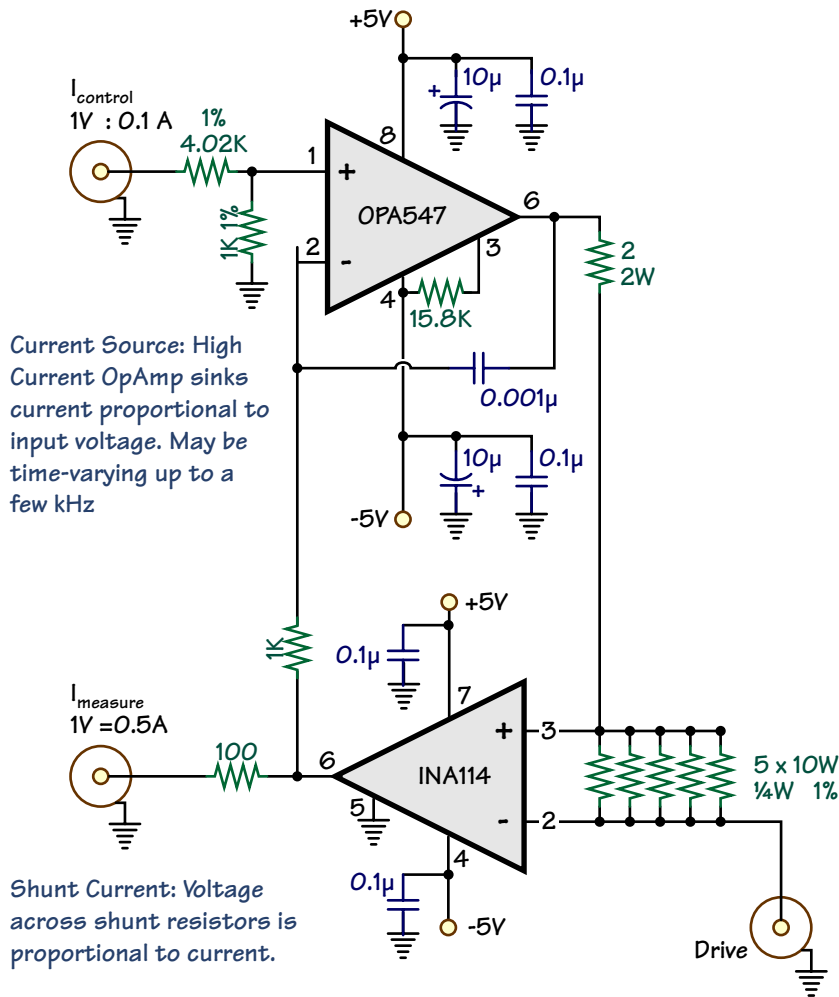 +5V
10µ
0.1µ
+
I control
1V : 0.1 A
1%
4.02K
8
1
+
1K 1%
OPA547
6
2
-
3
4
15.8K
2
2W
Current Source: High
Current OpAmp sinks
current proportional to
input voltage. May be
time-varying up to a
few kHz
0.001µ
10µ
0.1µ
+
-5V
+5V
1K
0.1µ
7
I measure
1V =0.5A
100
6
INA114
+
3
5 x 10W
¼W 1%
5
-
2
4
0.1µ
-5V
Shunt Current: Voltage
across shunt resistors is
proportional to current.
Drive